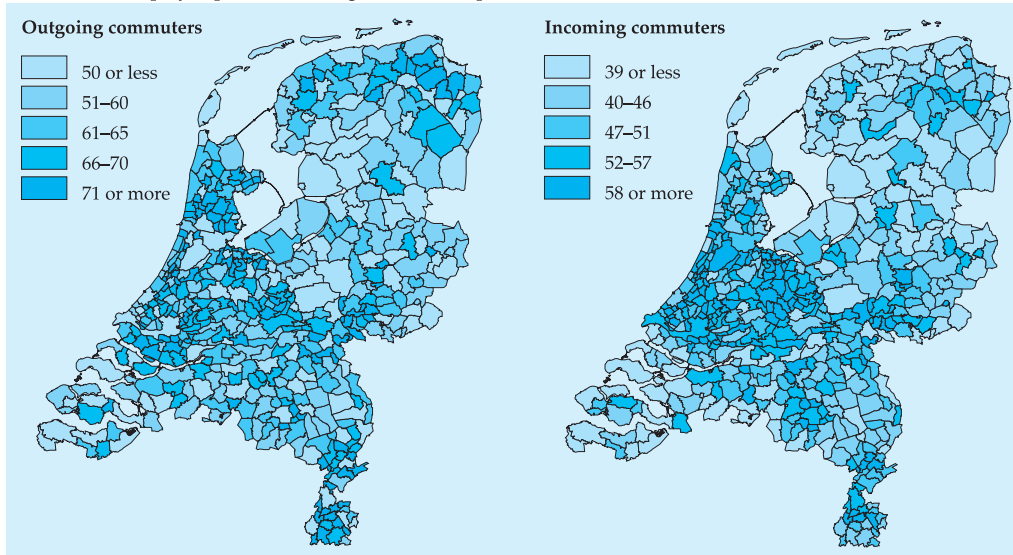 Outgoing commuters
50 or less
51–60
61–65
66–70
71 or more
Incoming commuters
39 or less
40–46
47–51
52–57
58 or more